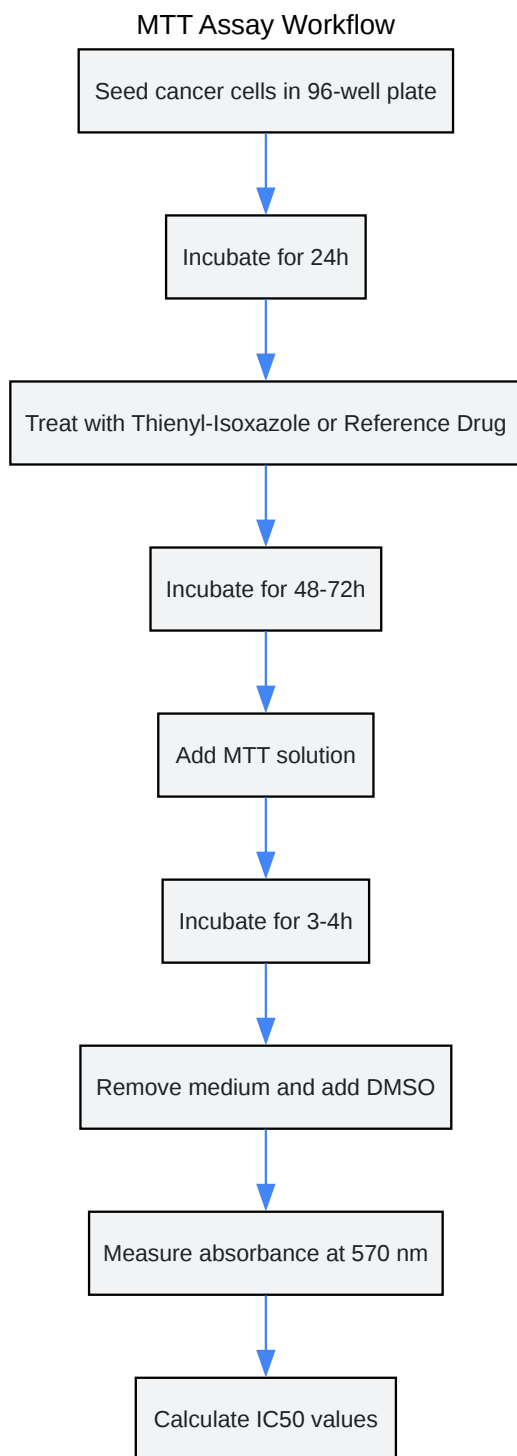 MTT Assay Workflow
Seed cancer cells in 96-well plate
Incubate for 24h
Treat with Thienyl-Isoxazole or Reference Drug
Incubate for 48-72h
Add MTT solution
Incubate for 3-4h
Remove medium and add DMSO
Measure absorbance at 570 nm
Calculate IC50 values